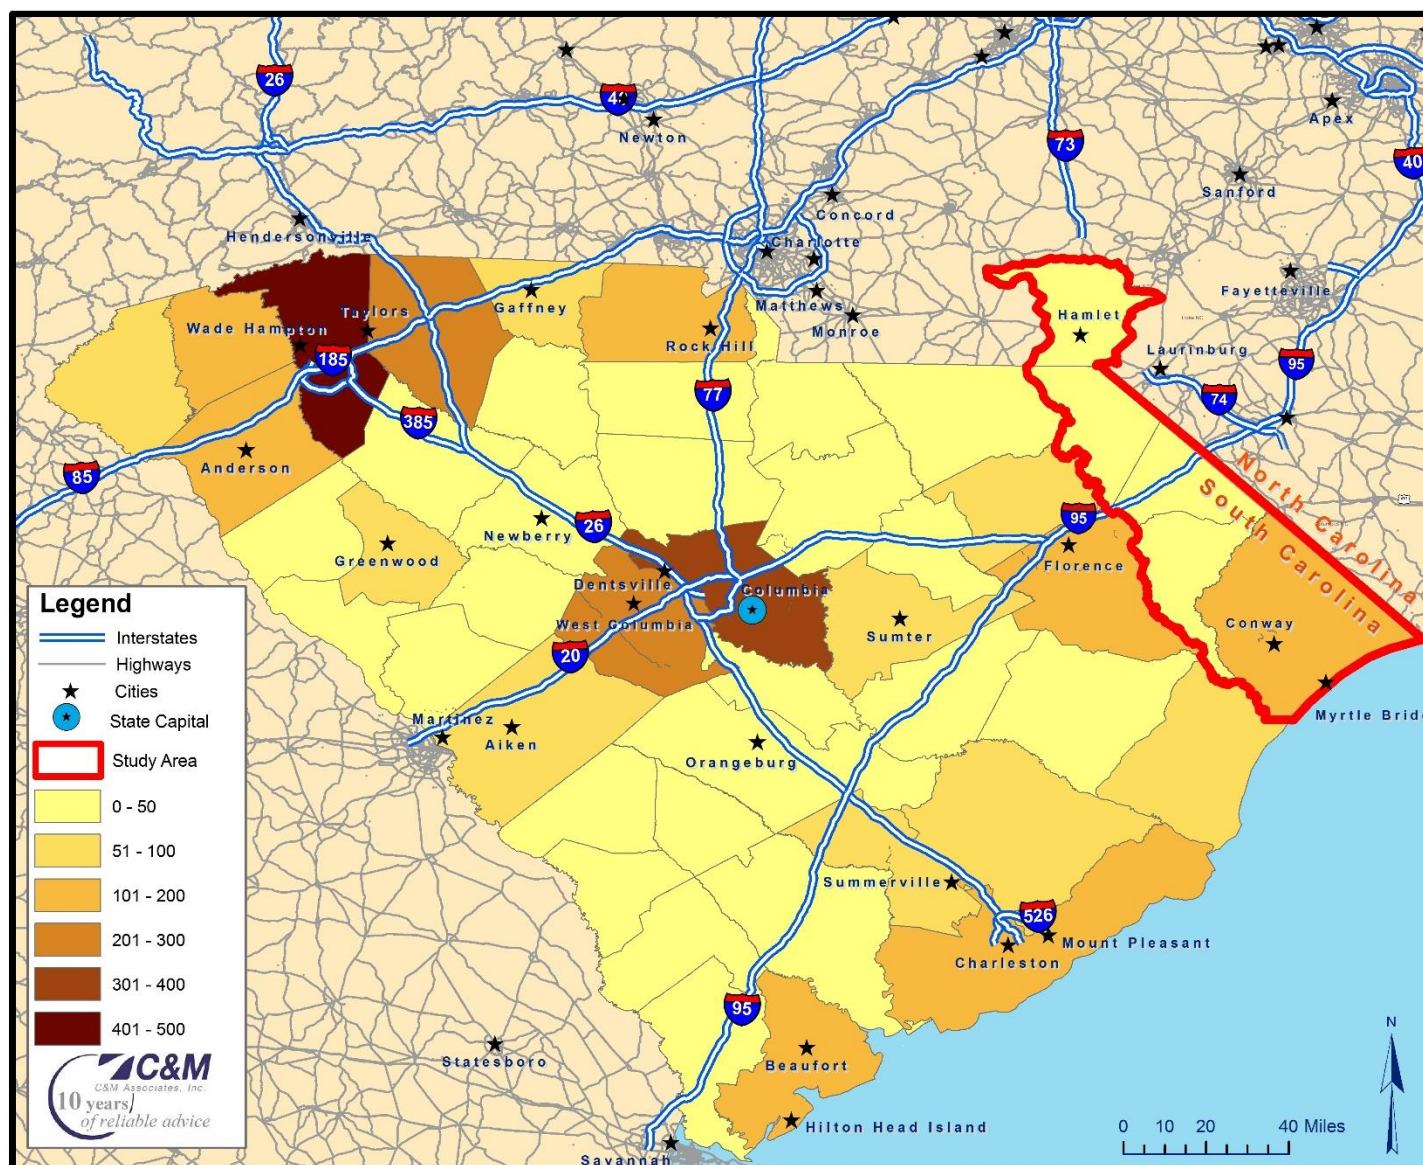 26
40
Newton
73
Apex
40
Sanford
Concord
Charlotte
Hendersonville
Fayetteville
Matthews
Monroe
Gaffney
Taylors
Wade Hampton
Rock Hill
Hamlet
Laurinburg
185
95
77
74
385
85
Anderson
North Carolina
South Carolina
26
Newberry
95
Greenwood
Florence
Dentsville
Columbia
West Columbia
Sumter
Conway
20
Martinez
Aiken
Orangeburg
Myrtle Bridg
Summerville
526
Mount Pleasant
Charleston
95
Statesboro
Beaufort
Hilton Head Island
Savannah
Legend
Interstates
Highways
Cities
State Capital
Study Area
0 - 50
51 - 100
101 - 200
201 - 300
301 - 400
401 - 500
C&M
C&M Associates, Inc.
10 years
of reliable advice
N
0 10 20 40 Miles